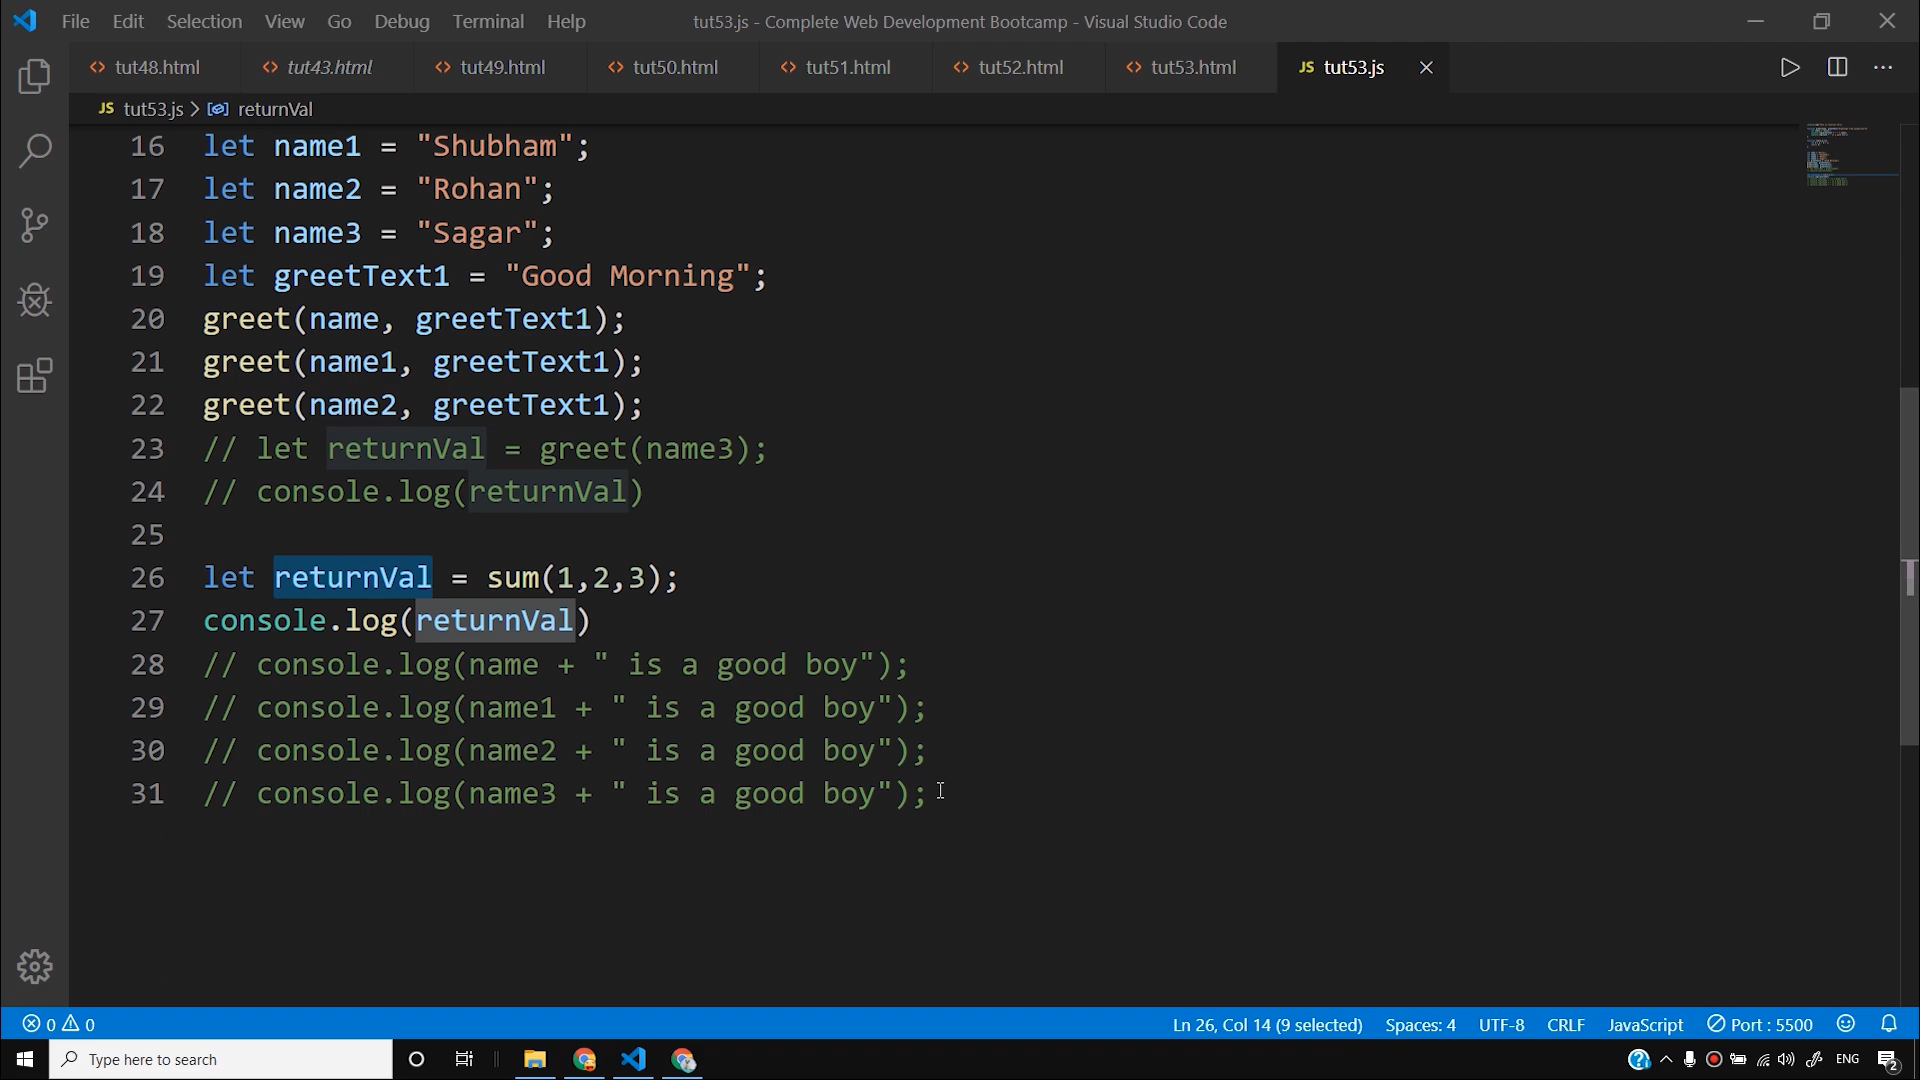 File Edit Selection View Go Debug Terminal Help
tut53.js - Complete Web Development Bootcamp - Visual Studio Code
tut48.html tut43.html tut49.html tut50.html tut51.html tut52.html tut53.html JS tut53.js
JS tut53.js > returnVal
16 let name1 = "Shubham";
17 let name2 = "Rohan";
18 let name3 = "Sagar";
19 let greetText1 = "Good Morning";
20 greet(name, greetText1);
21 greet(name1, greetText1);
22 greet(name2, greetText1);
23 // let returnVal = greet(name3);
24 // console.log(returnVal)
25
26 let returnVal = sum(1,2,3);
27 console.log(returnVal)
28 // console.log(name + " is a good boy");
29 // console.log(name1 + " is a good boy");
30 // console.log(name2 + " is a good boy");
31 // console.log(name3 + " is a good boy");
0 0 Ln 26, Col 14 (9 selected) Spaces: 4 UTF-8 CRLF JavaScript Port : 5500
Type here to search
ENG 2